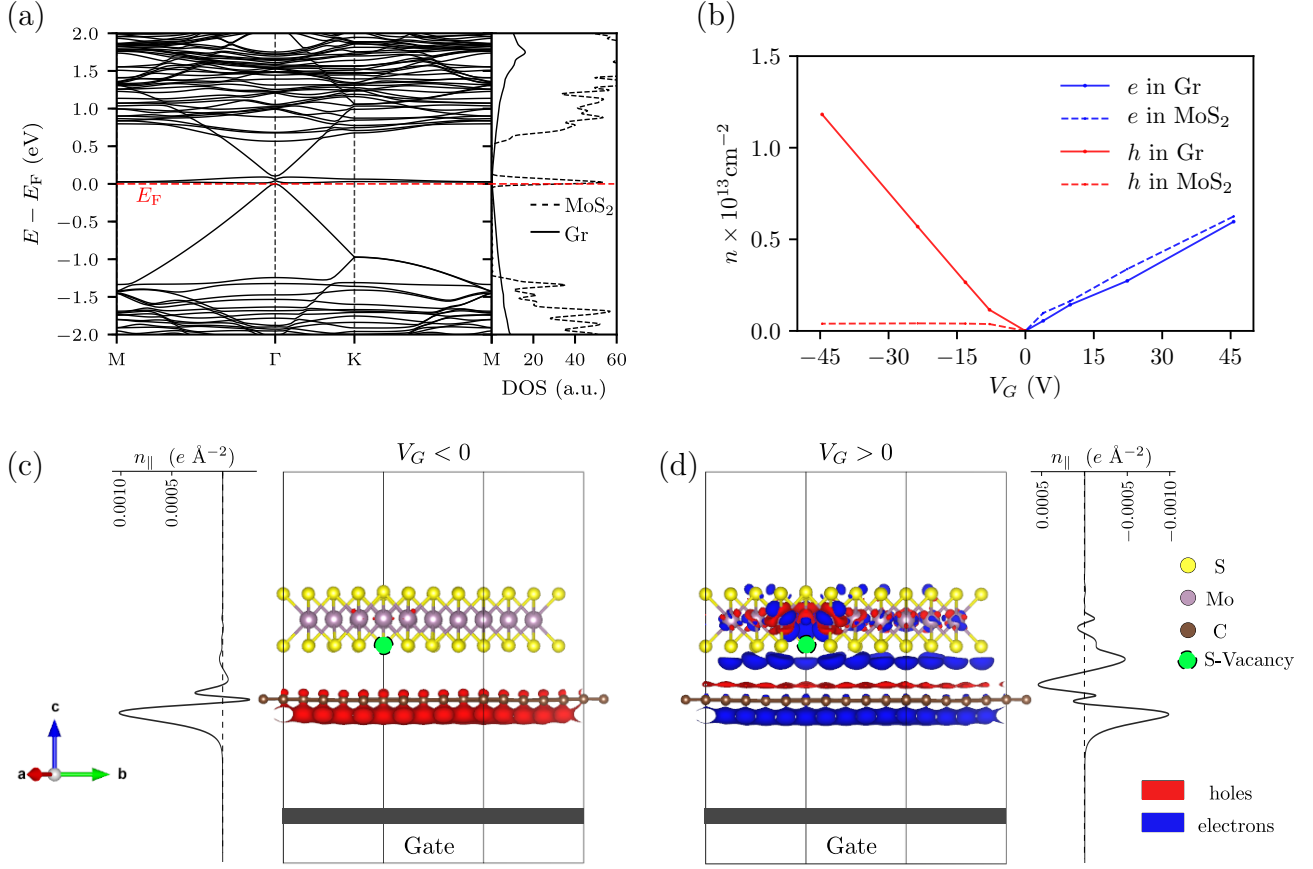 (a)
2.0
1.5
1.0
0.5
0.0
−0.5
−1.0
−1.5
−2.0
E − E_F (eV)
E_F
M
Γ
K
M
20
40
60
DOS (a.u.)
MoS₂
Gr
(b)
1.5
1.0
0.5
0.0
n × 10¹³cm⁻²
−45
−30
−15
0
15
30
45
V_G (V)
e in Gr
e in MoS₂
h in Gr
h in MoS₂
(c)
n_∥ (e Å⁻²)
0.0010
0.0005
V_G < 0
Gate
c
a
b
(d)
V_G > 0
n_∥ (e Å⁻²)
0.0005
−0.0005
−0.0010
Gate
S
Mo
C
S-Vacancy
holes
electrons